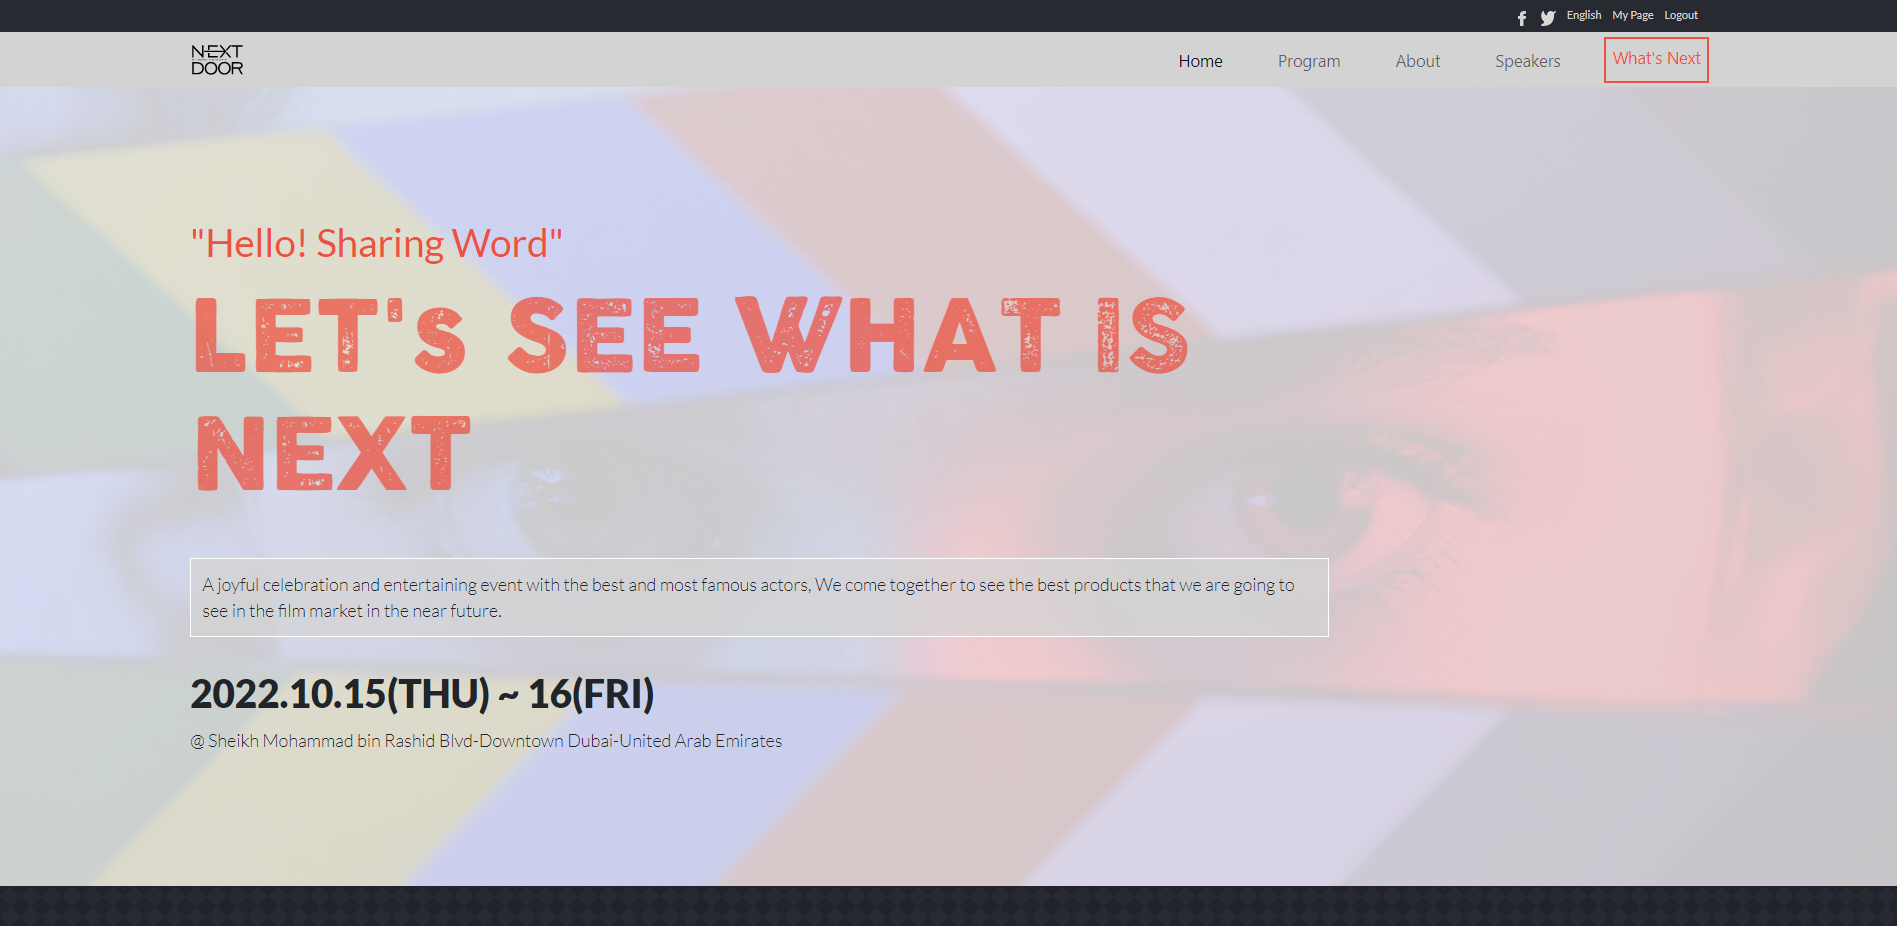 English My Page Logout
NEXT
DOOR
Home Program About Speakers What's Next
"Hello! Sharing Word"
LET's SEE WHAT IS
NEXT
A joyful celebration and entertaining event with the best and most famous actors, We come together to see the best products that we are going to
see in the film market in the near future.
2022.10.15(THU) ~ 16(FRI)
@ Sheikh Mohammad bin Rashid Blvd-Downtown Dubai-United Arab Emirates